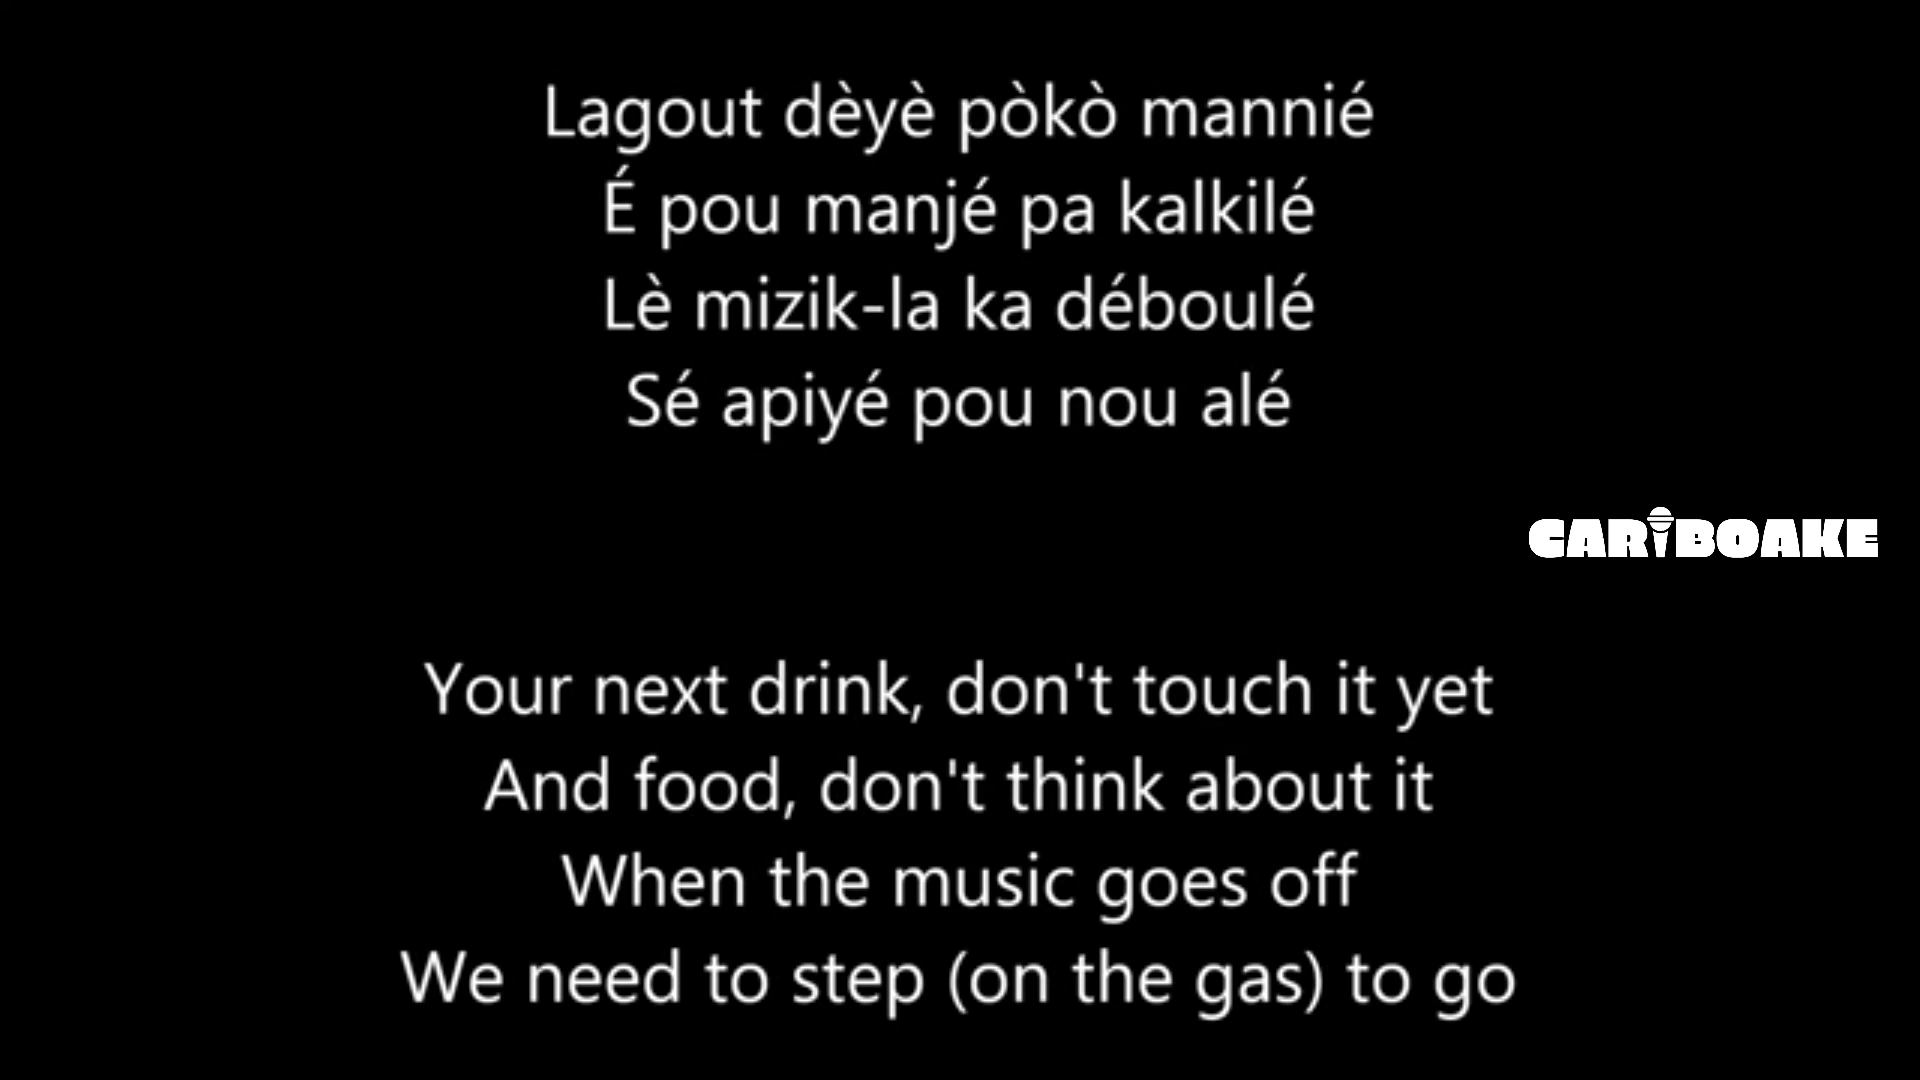 Lagout dèyè pòkò mannié
É pou manjé pa kalkilé
Lè mizik-la ka déboulé
Sé apiyé pou nou alé
CARIBOAKE
Your next drink, don't touch it yet
And food, don't think about it
When the music goes off
We need to step (on the gas) to go